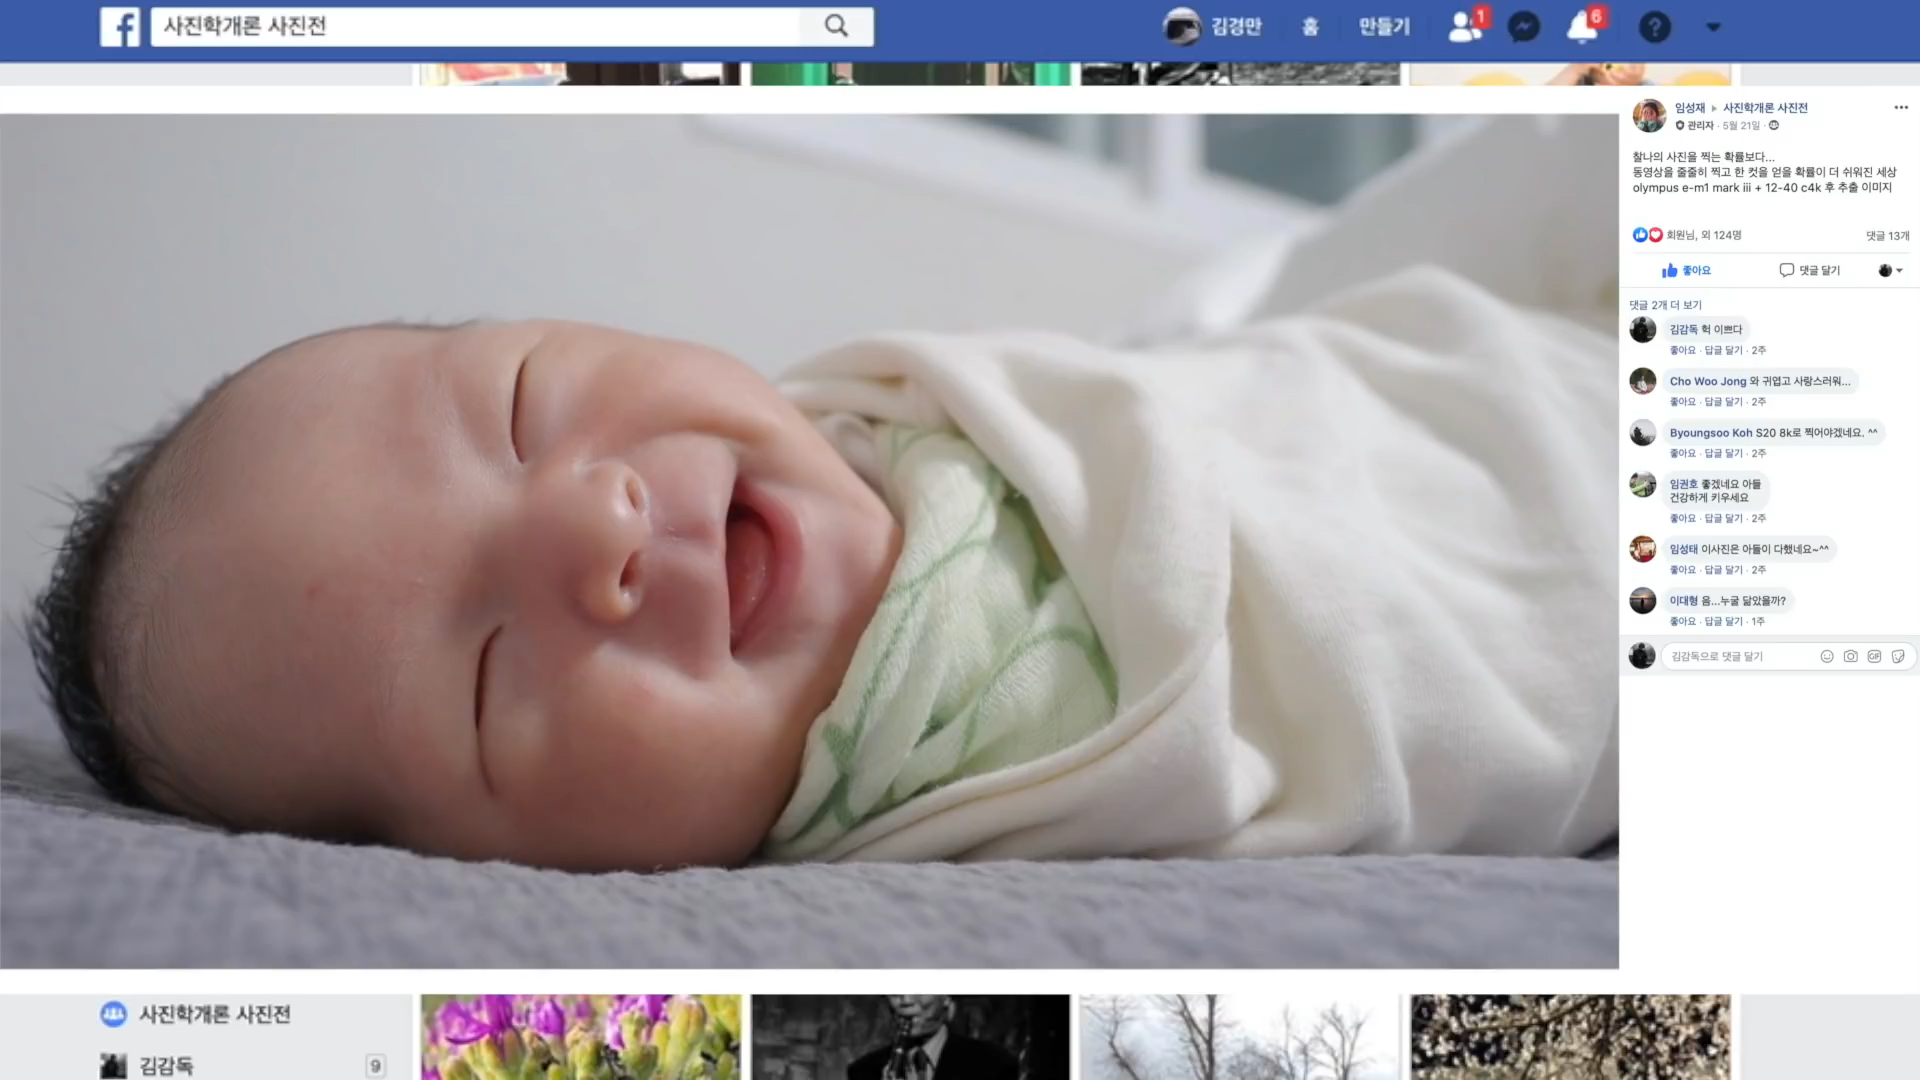 사진학개론 사진전
김경만
홈
만들기
1
6
임성재 ▸ 사진학개론 사진전
관리자 · 5월 21일 ·
찰나의 사진을 찍는 확률보다...
동영상을 줄줄히 찍고 한 컷을 얻을 확률이 더 쉬워진 세상
olympus e-m1 mark iii + 12-40 c4k 후 추출 이미지
회원님, 외 124명
댓글 13개
좋아요
댓글 달기
댓글 2개 더 보기
김감독 헉 이쁘다
좋아요 · 답글 달기 · 2주
Cho Woo Jong 와 귀엽고 사랑스러워...
좋아요 · 답글 달기 · 2주
Byoungsoo Koh S20 8k로 찍어야겠네요. ^^
좋아요 · 답글 달기 · 2주
임권호 좋겠네요 아들
건강하게 키우세요
좋아요 · 답글 달기 · 2주
임성태 이사진은 아들이 다했네요~^^
좋아요 · 답글 달기 · 2주
이대형 음...누굴 닮았을까?
좋아요 · 답글 달기 · 1주
김감독으로 댓글 달기
GIF
사진학개론 사진전
김감독
9